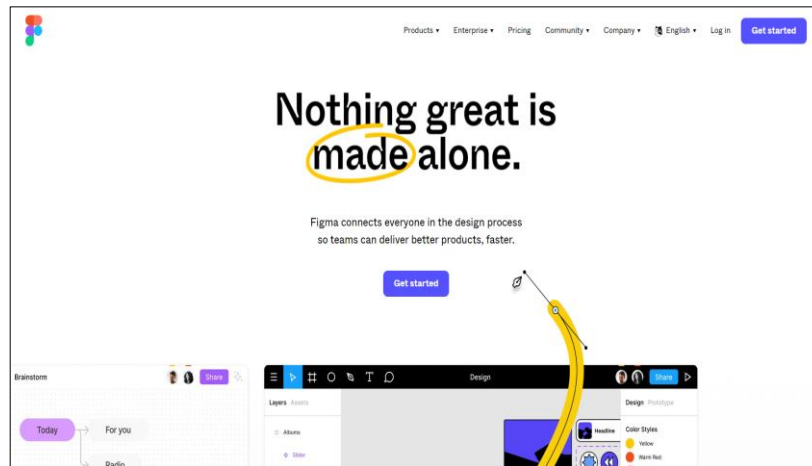 Products Enterprise Pricing Community Company English Log in Get started
Nothing great is
made alone.
Figma connects everyone in the design process
so teams can deliver better products, faster.
Get started
Brainstorm Share
Design Share
Layers Assets
Design Prototype
Today For you
Albums
Headline
Color Styles
Yellow
Slider
Warm Red
Radio